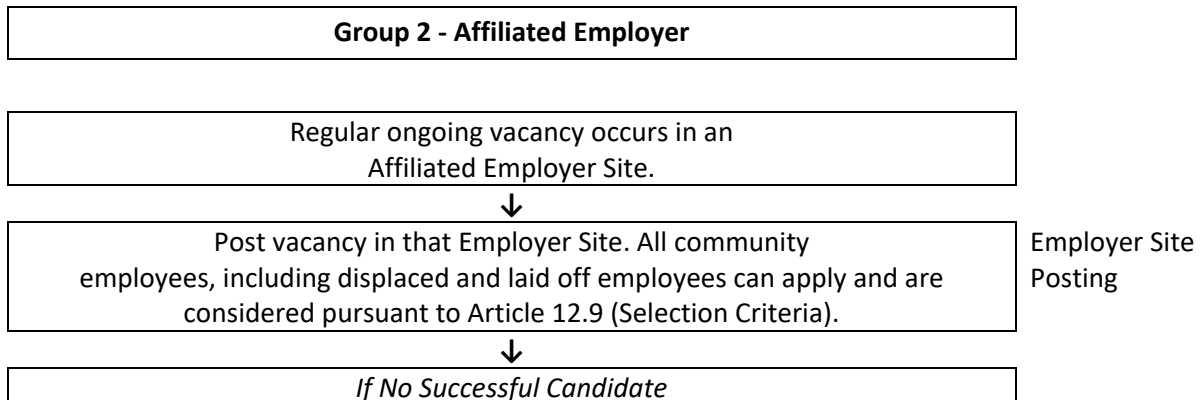 Group 2 - Affiliated Employer
Regular ongoing vacancy occurs in an
Affiliated Employer Site.
↓
Post vacancy in that Employer Site. All community
employees, including displaced and laid off employees can apply and are
considered pursuant to Article 12.9 (Selection Criteria).
Employer Site
Posting
↓
If No Successful Candidate